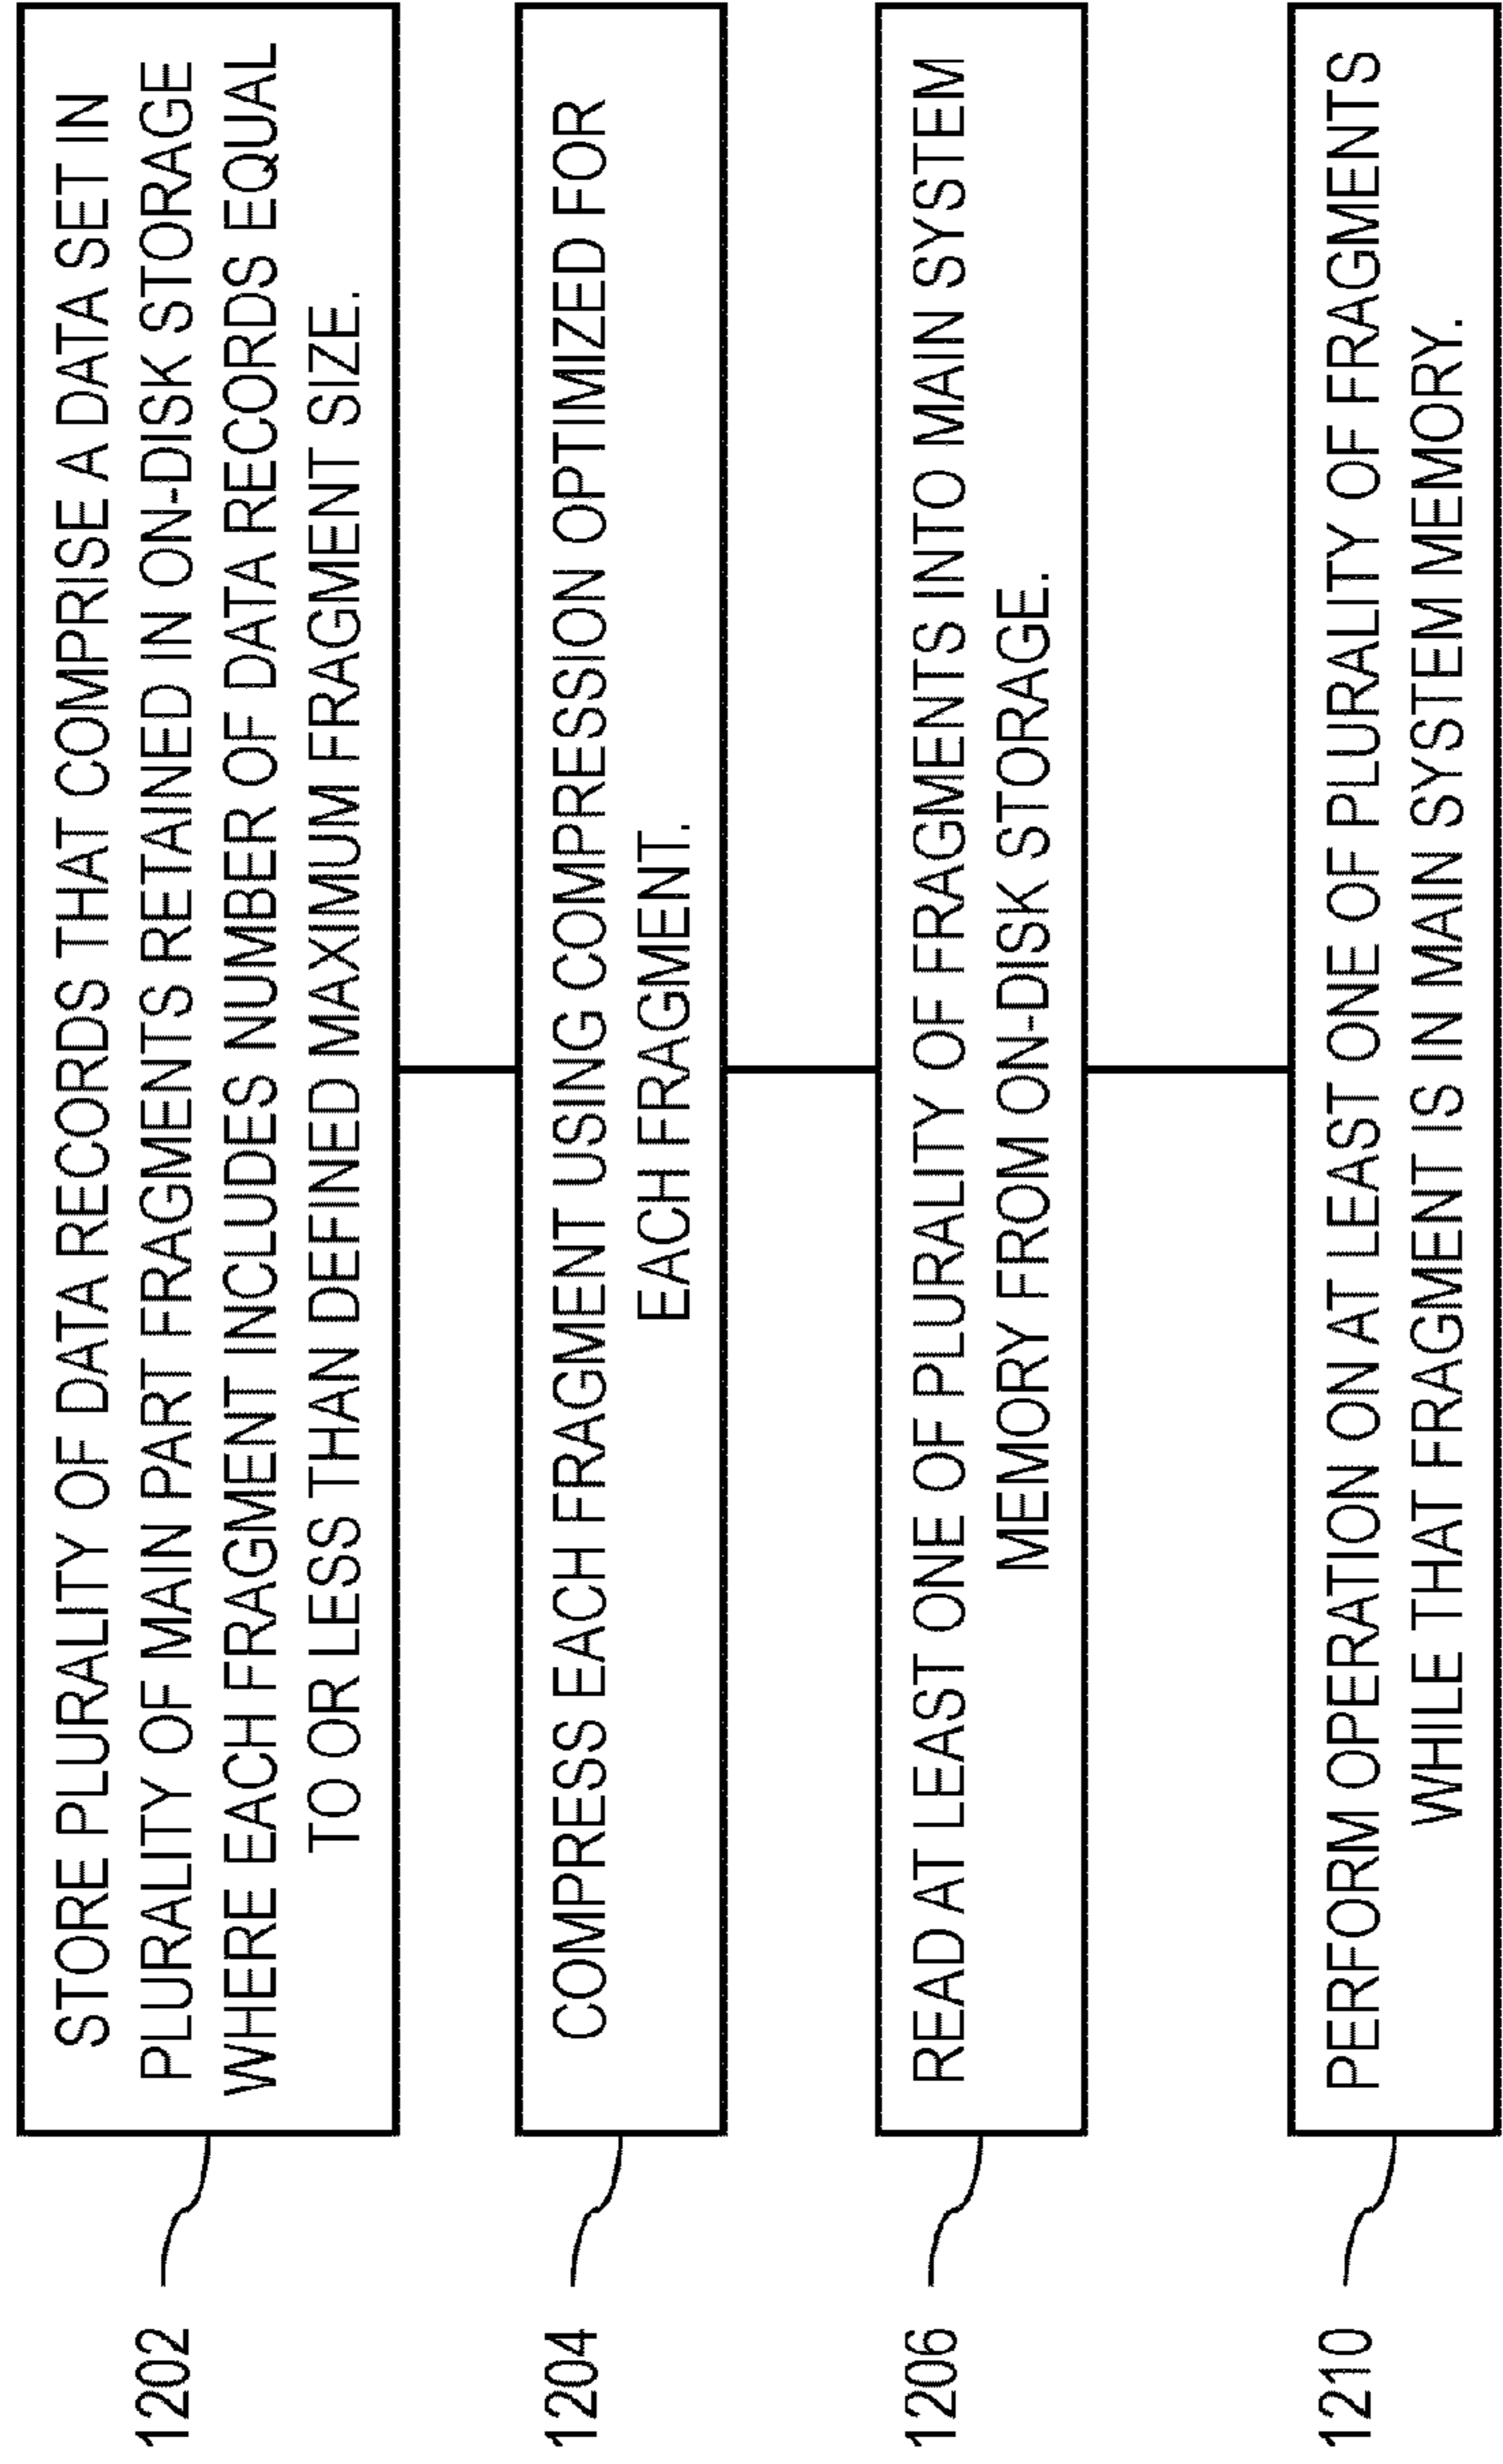 1202
STORE PLURALITY OF DATA RECORDS THAT COMPRISE A DATA SET IN
PLURALITY OF MAIN PART FRAGMENTS RETAINED IN ON-DISK STORAGE
WHERE EACH FRAGMENT INCLUDES NUMBER OF DATA RECORDS EQUAL
TO OR LESS THAN DEFINED MAXIMUM FRAGMENT SIZE.
1204
COMPRESS EACH FRAGMENT USING COMPRESSION OPTIMIZED FOR
EACH FRAGMENT.
1206
READ AT LEAST ONE OF PLURALITY OF FRAGMENTS INTO MAIN SYSTEM
MEMORY FROM ON-DISK STORAGE.
1210
PERFORM OPERATION ON AT LEAST ONE OF PLURALITY OF FRAGMENTS
WHILE THAT FRAGMENT IS IN MAIN SYSTEM MEMORY.